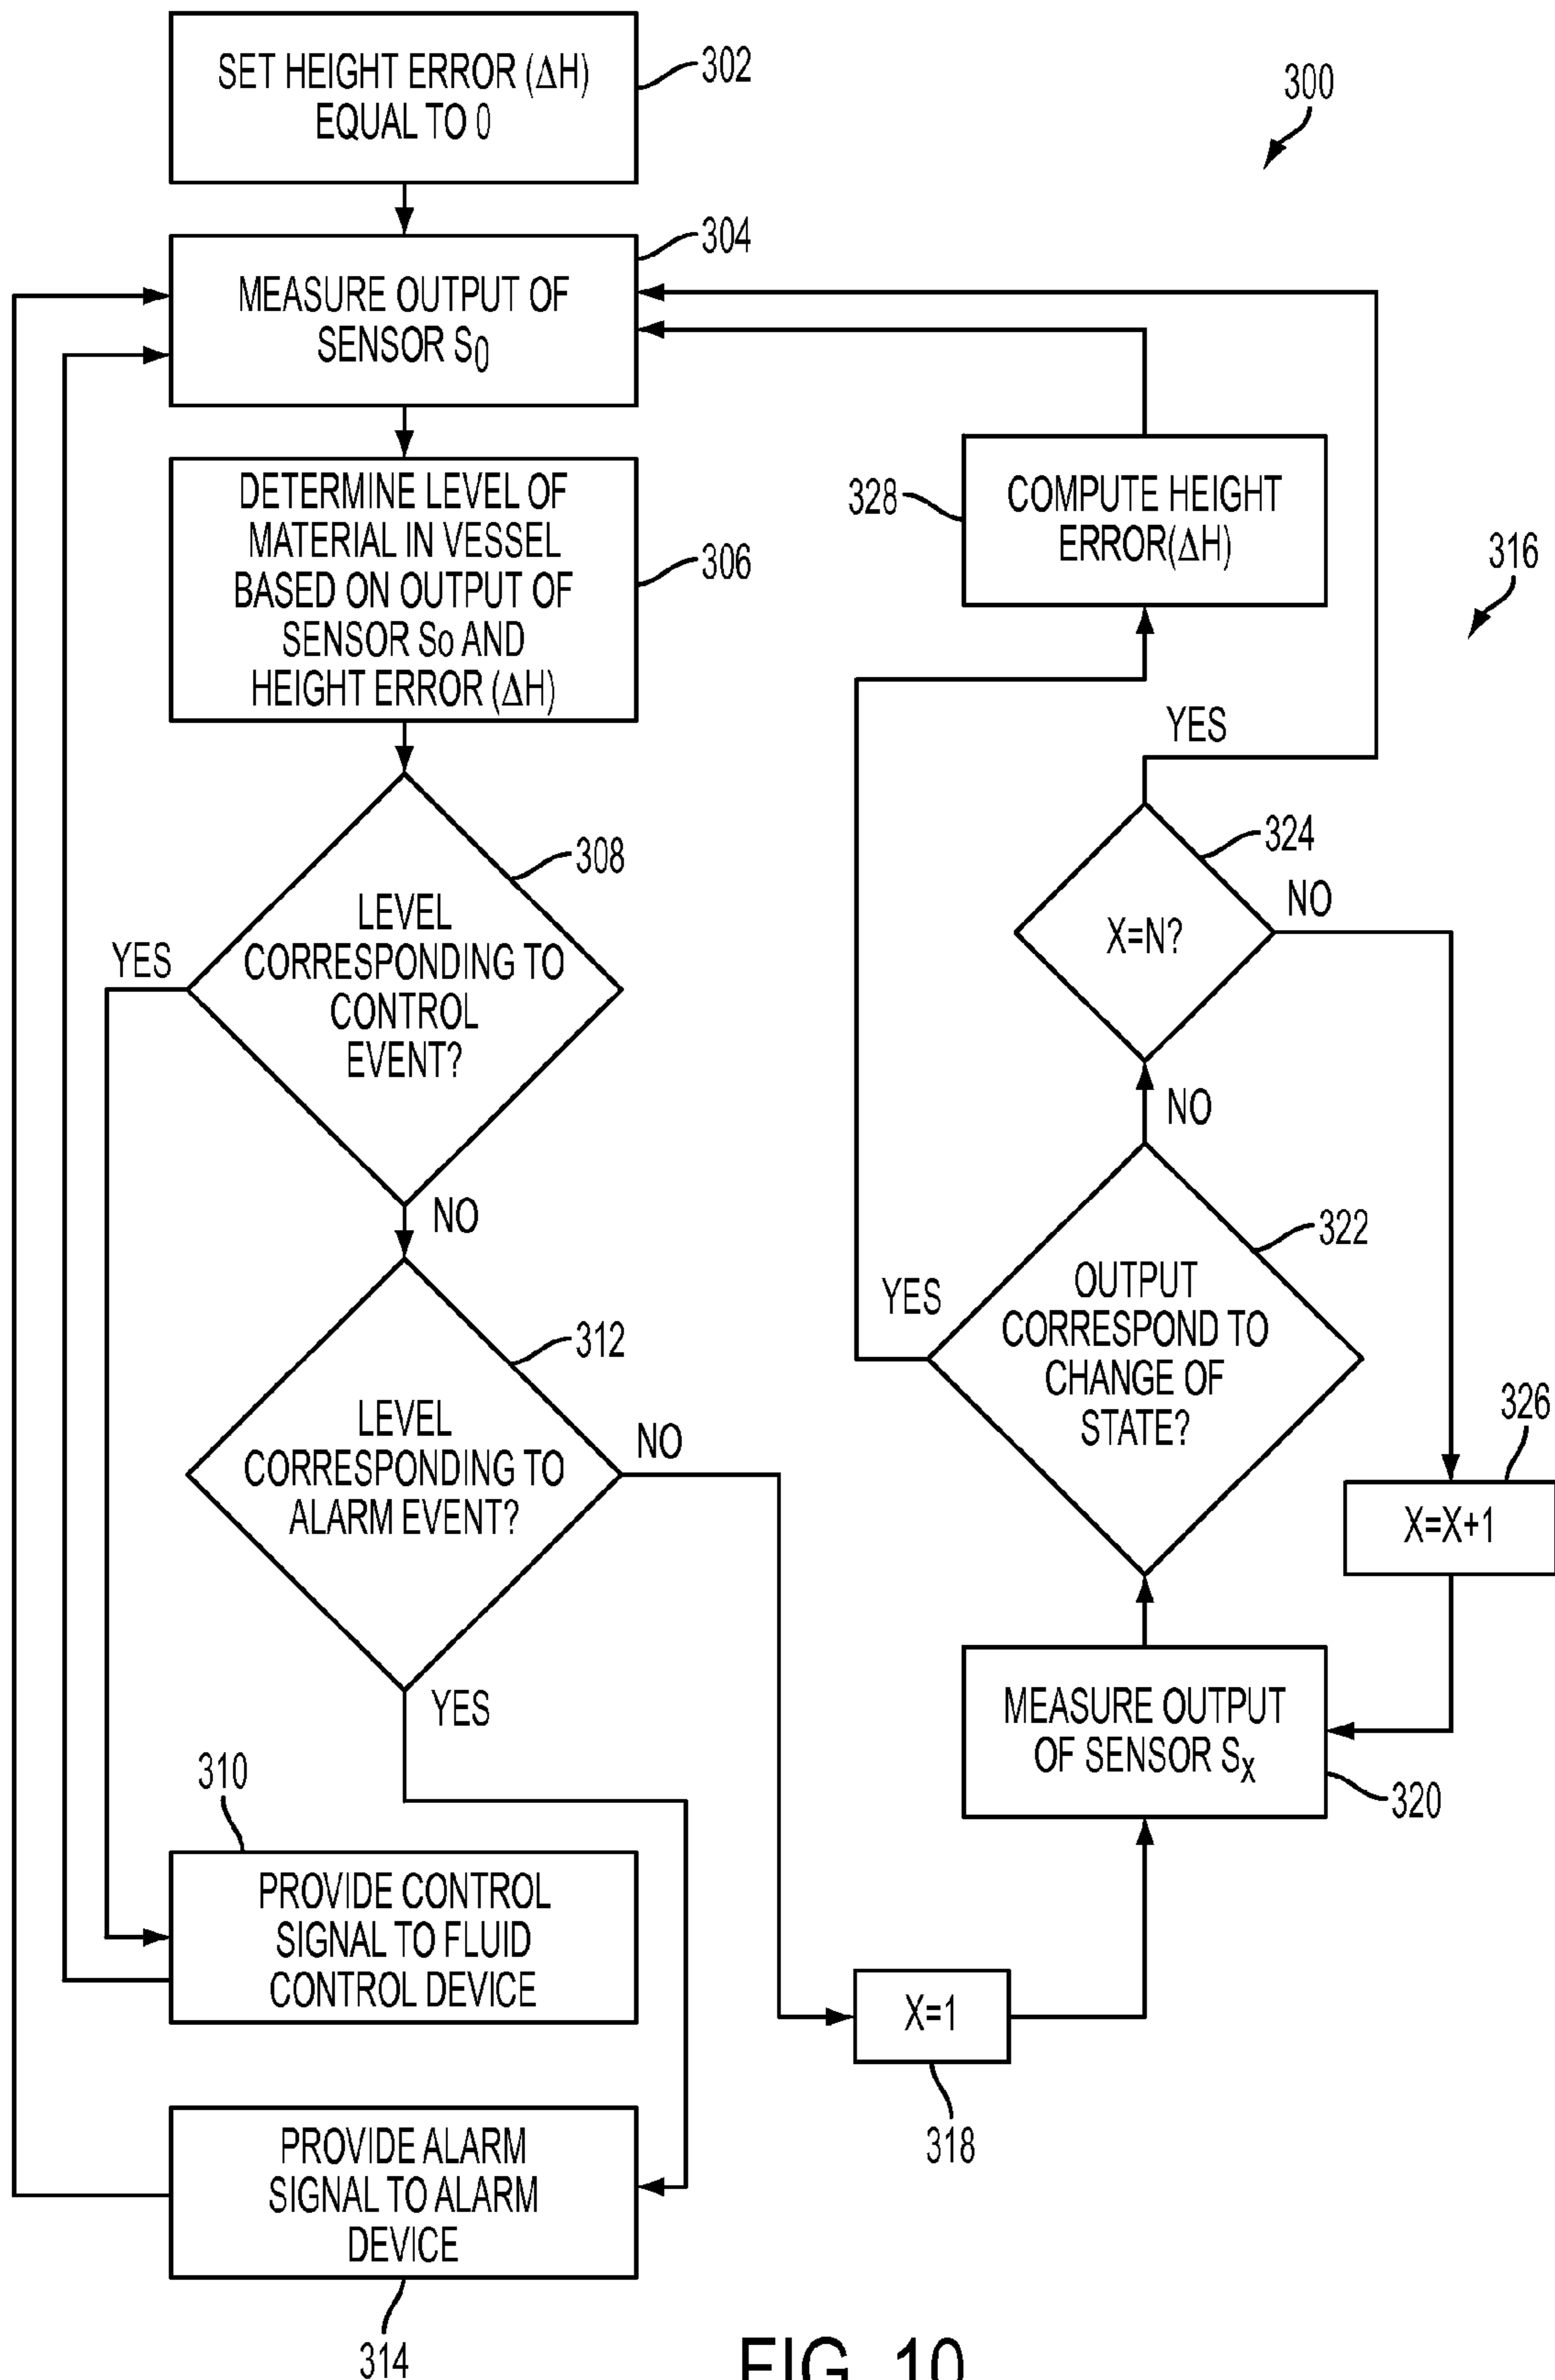 SET HEIGHT ERROR (ΔH)
EQUAL TO 0
302
300
MEASURE OUTPUT OF
SENSOR S0
304
DETERMINE LEVEL OF
MATERIAL IN VESSEL
BASED ON OUTPUT OF
SENSOR S0 AND
HEIGHT ERROR (ΔH)
306
328
COMPUTE HEIGHT
ERROR(ΔH)
316
LEVEL
CORRESPONDING TO
CONTROL
EVENT?
308
YES
NO
YES
324
X=N?
NO
NO
LEVEL
CORRESPONDING TO
ALARM EVENT?
312
NO
YES
322
OUTPUT
CORRESPOND TO
CHANGE OF
STATE?
YES
326
X=X+1
MEASURE OUTPUT
OF SENSOR SX
320
310
PROVIDE CONTROL
SIGNAL TO FLUID
CONTROL DEVICE
X=1
318
PROVIDE ALARM
SIGNAL TO ALARM
DEVICE
314
FIG. 10